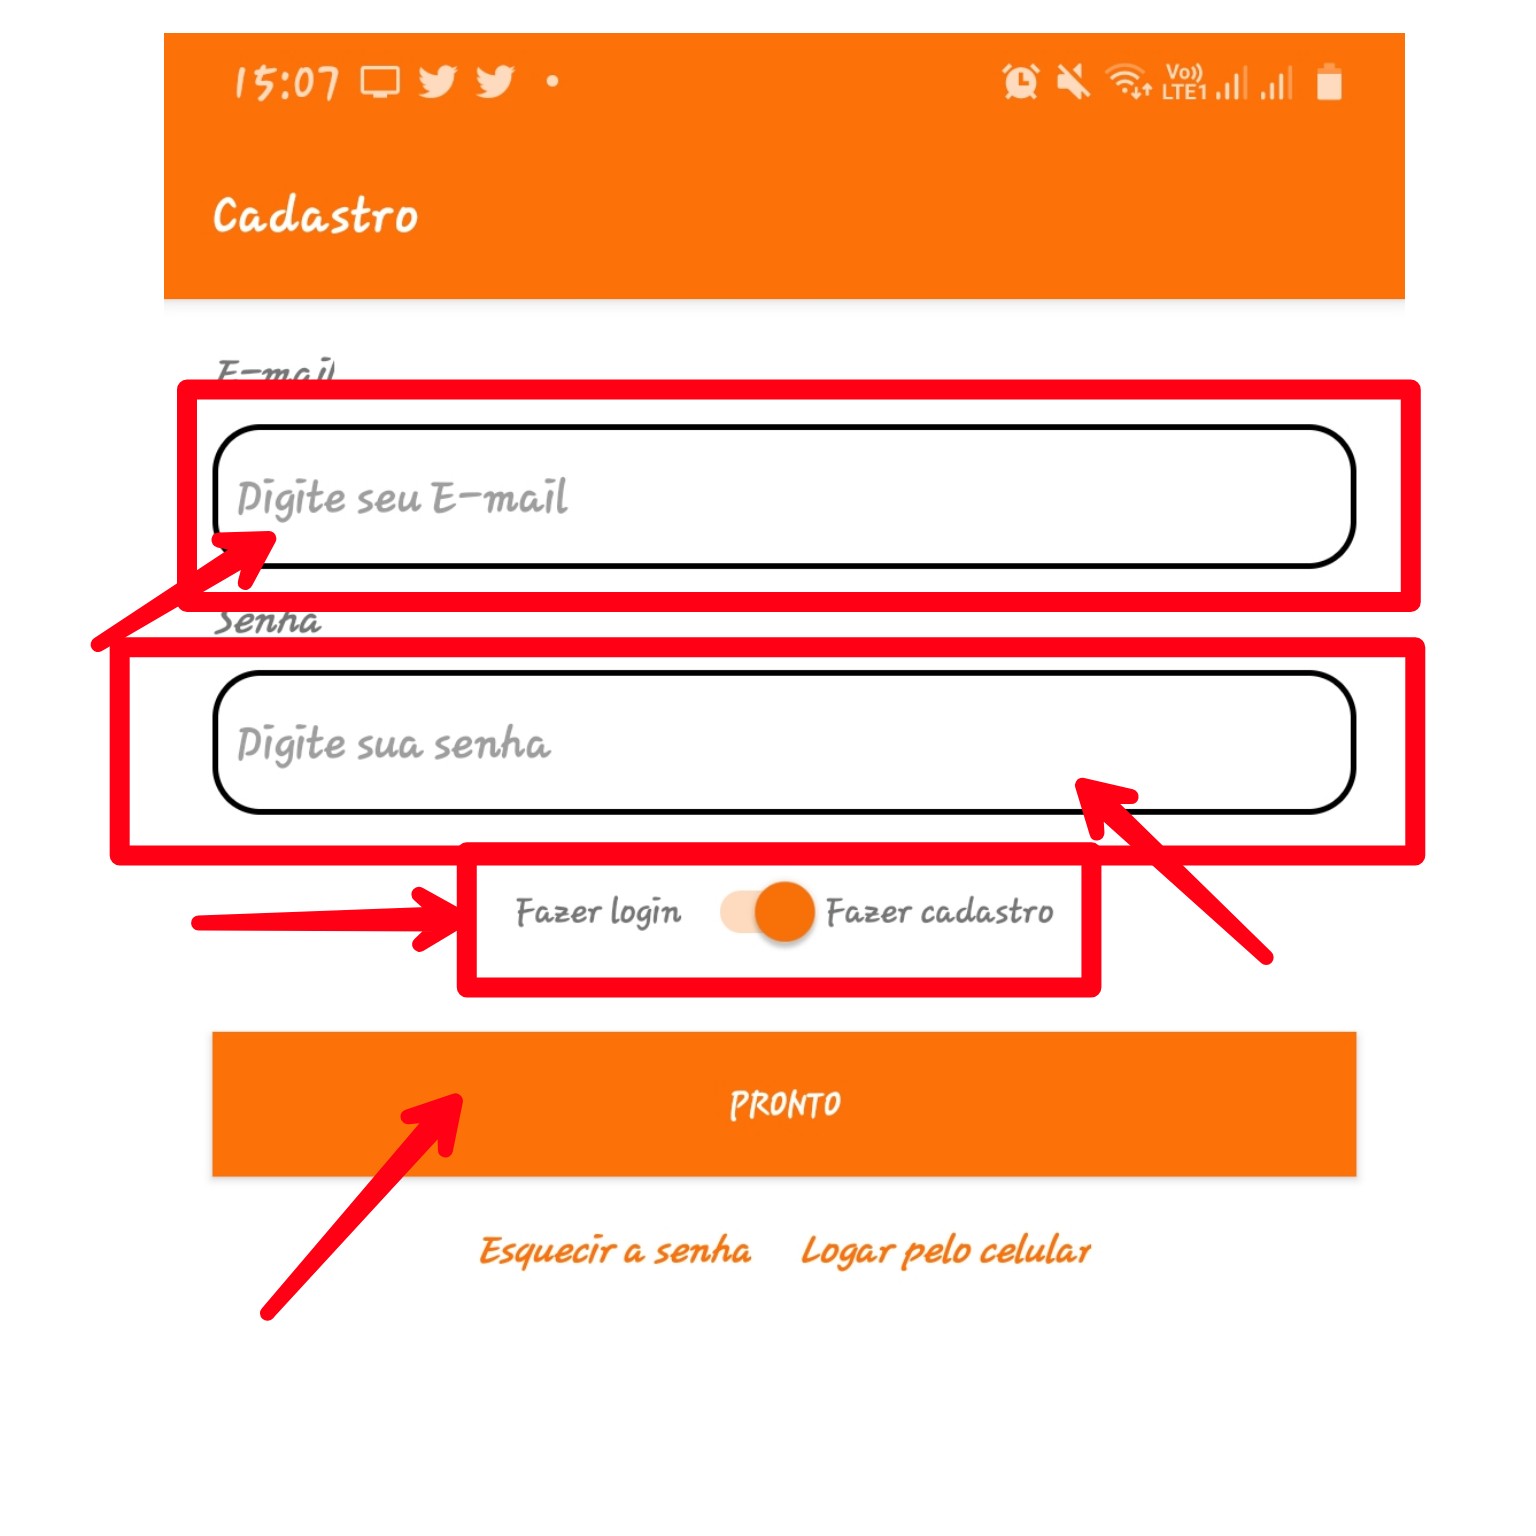 15:07 Vo)) LTE1
Cadastro
E-mail
Digite seu E-mail
Senha
Digite sua senha
Fazer login Fazer cadastro
PRONTO
Esquecir a senha Logar pelo celular